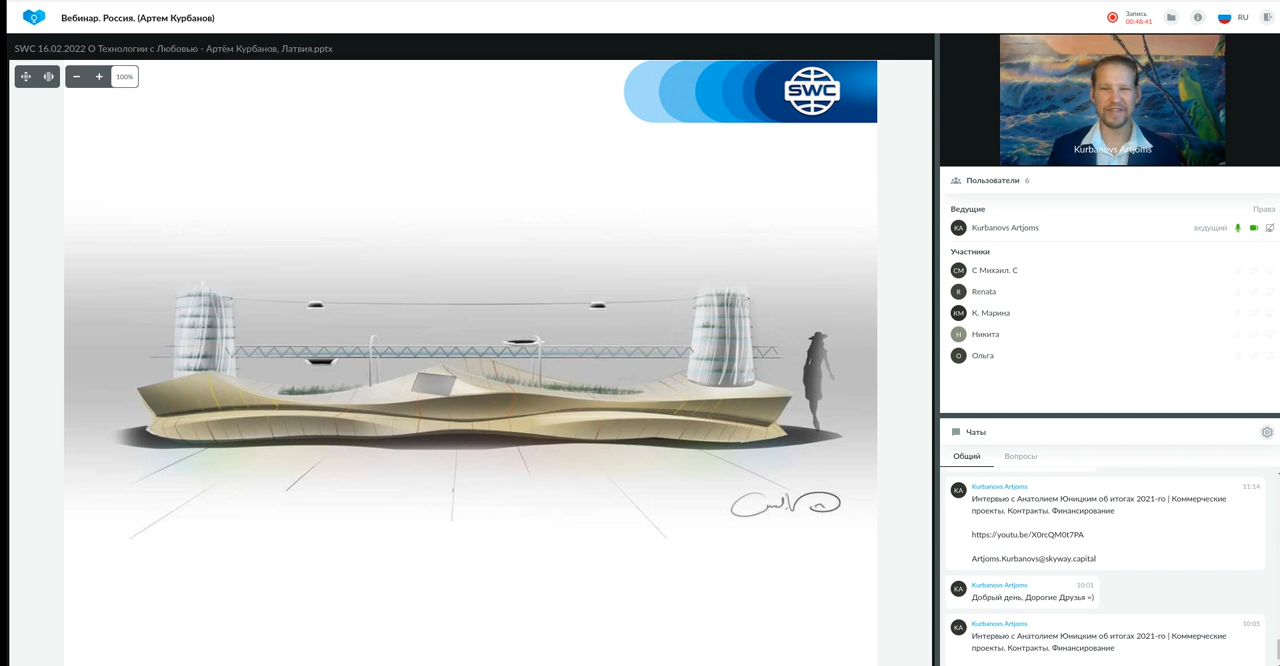 Вебинар. Россия. (Артем Курбанов)
Запись
00:48:41
RU
SWC 16.02.2022 О Технологии с Любовью - Артём Курбанов, Латвия.pptx
100%
SWC
Kurbanovs Artjoms
Пользователи 6
Ведущие Права
KA Kurbanovs Artjoms ведущий
Участники
СМ С Михаил. С
R Renata
КМ К. Марина
Н Никита
О Ольга
Чаты
Общий Вопросы
KA Kurbanovs Artjoms 11:14
Интервью с Анатолием Юницким об итогах 2021-го | Коммерческие
проекты. Контракты. Финансирование
https://youtu.be/X0rcQM0t7PA
Artjoms.Kurbanovs@skyway.capital
KA Kurbanovs Artjoms 10:01
Добрый день, Дорогие Друзья =)
KA Kurbanovs Artjoms 10:05
Интервью с Анатолием Юницким об итогах 2021-го | Коммерческие
проекты. Контракты. Финансирование